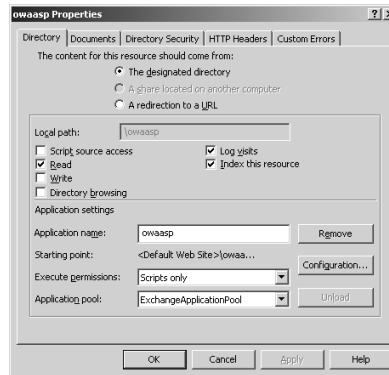 owaasp Properties
Directory Documents Directory Security HTTP Headers Custom Errors
The content for this resource should come from:
The designated directory
A share located on another computer
A redirection to a URL
Local path: \owaasp
Script source access Log visits
Read Index this resource
Write
Directory browsing
Application settings
Application name: owaasp Remove
Starting point: <Default Web Site>\owaa...
Configuration...
Execute permissions: Scripts only
Application pool: ExchangeApplicationPool Unload
OK Cancel Apply Help